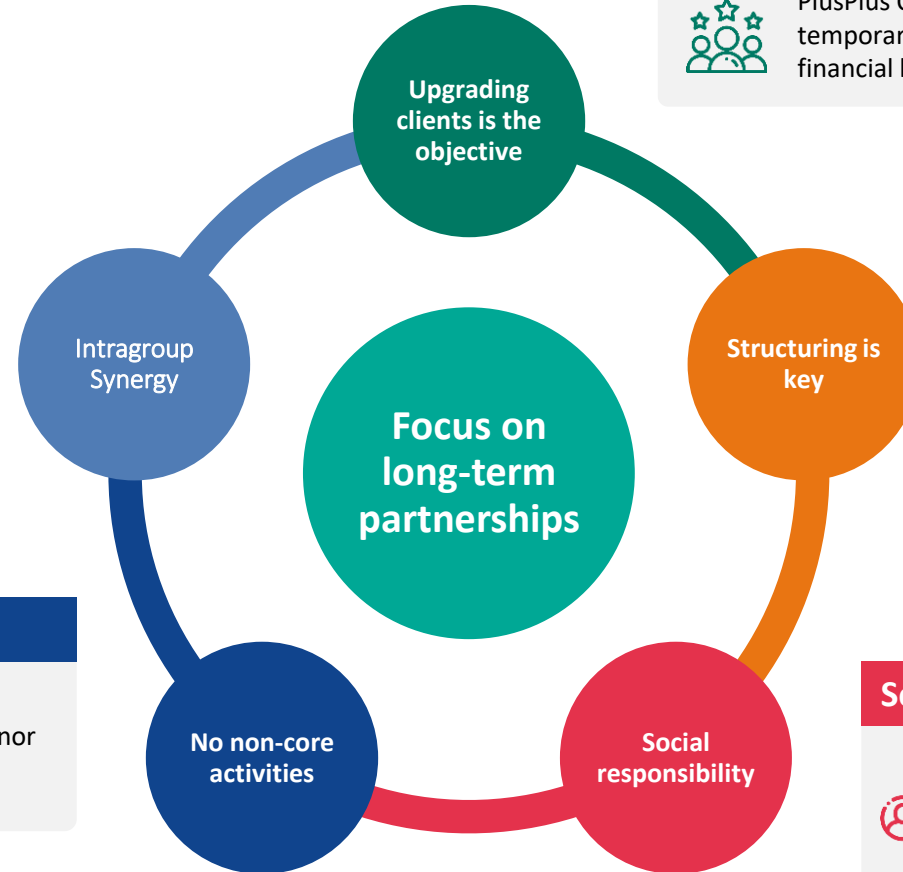 PlusPlus
temporar
financial
Upgrading
clients is the
objective
Intragroup
Synergy
Structuring is
key
Focus on
long-term
partnerships
nor
No non-core
activities
Social
responsibility